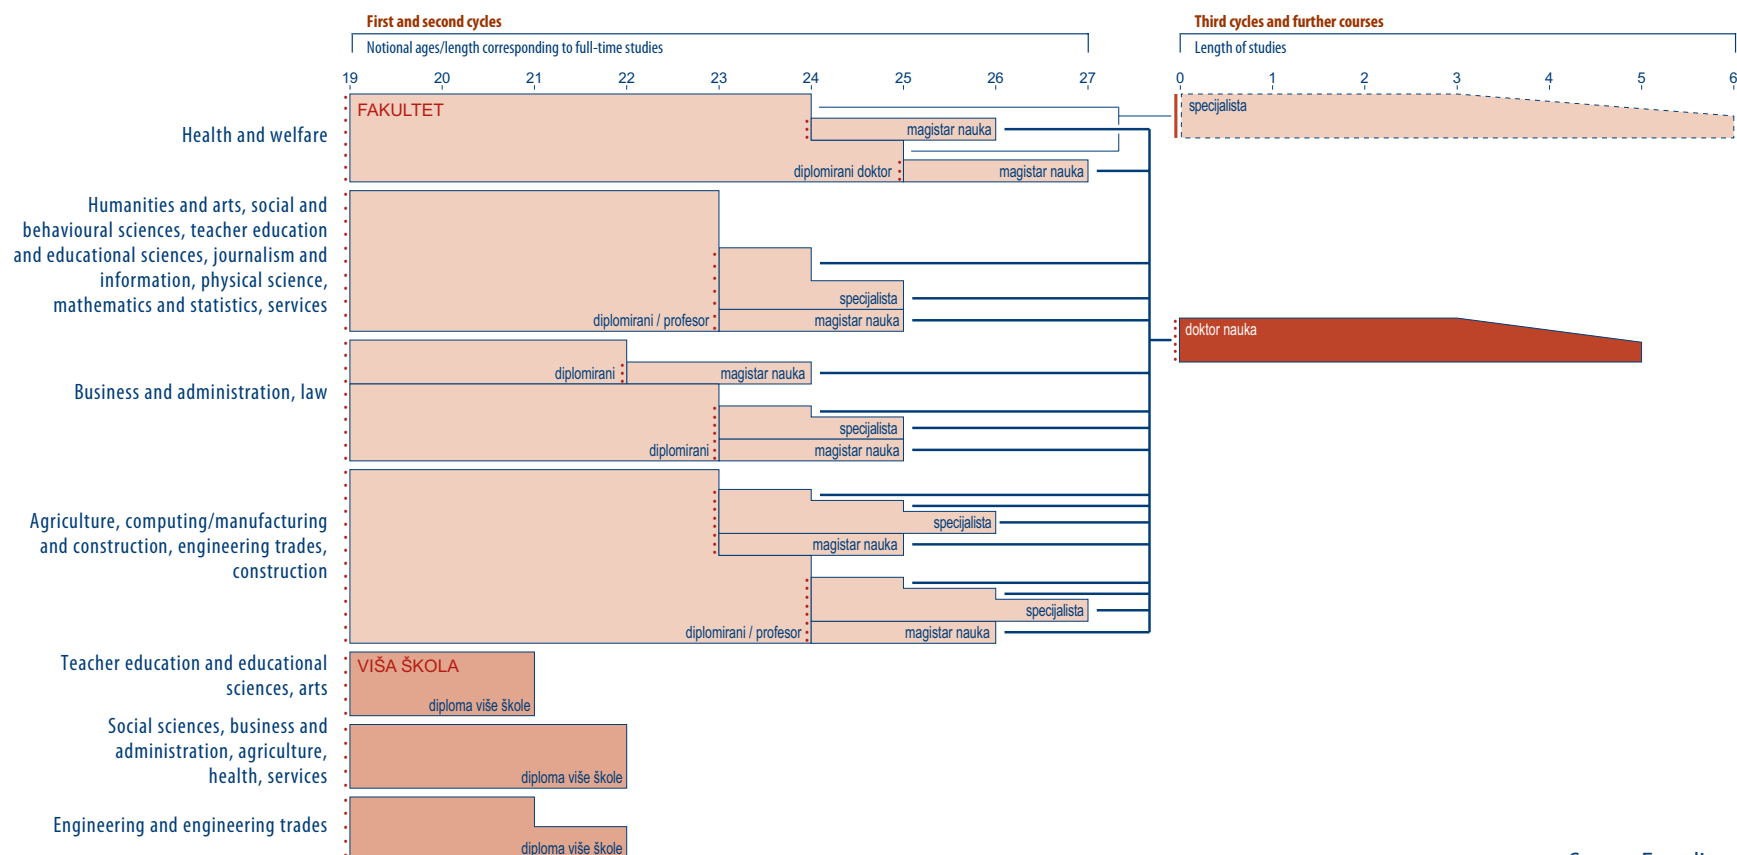 First and second cycles
Third cycles and further courses
Notional ages/length corresponding to full-time studies
Length of studies
19 20 21 22 23 24 25 26 27
0 1 2 3 4 5 6
Health and welfare
FAKULTET
magistar nauka
diplomirani doktor
magistar nauka
specijalista
Humanities and arts, social and
behavioural sciences, teacher education
and educational sciences, journalism and
information, physical science,
mathematics and statistics, services
specijalista
diplomirani / profesor
magistar nauka
doktor nauka
Business and administration, law
diplomirani
magistar nauka
specijalista
diplomirani
magistar nauka
Agriculture, computing/manufacturing
and construction, engineering trades,
construction
specijalista
magistar nauka
specijalista
diplomirani / profesor
magistar nauka
Teacher education and educational
sciences, arts
VIŠA ŠKOLA
diploma više škole
Social sciences, business and
administration, agriculture,
health, services
diploma više škole
Engineering and engineering trades
diploma više škole